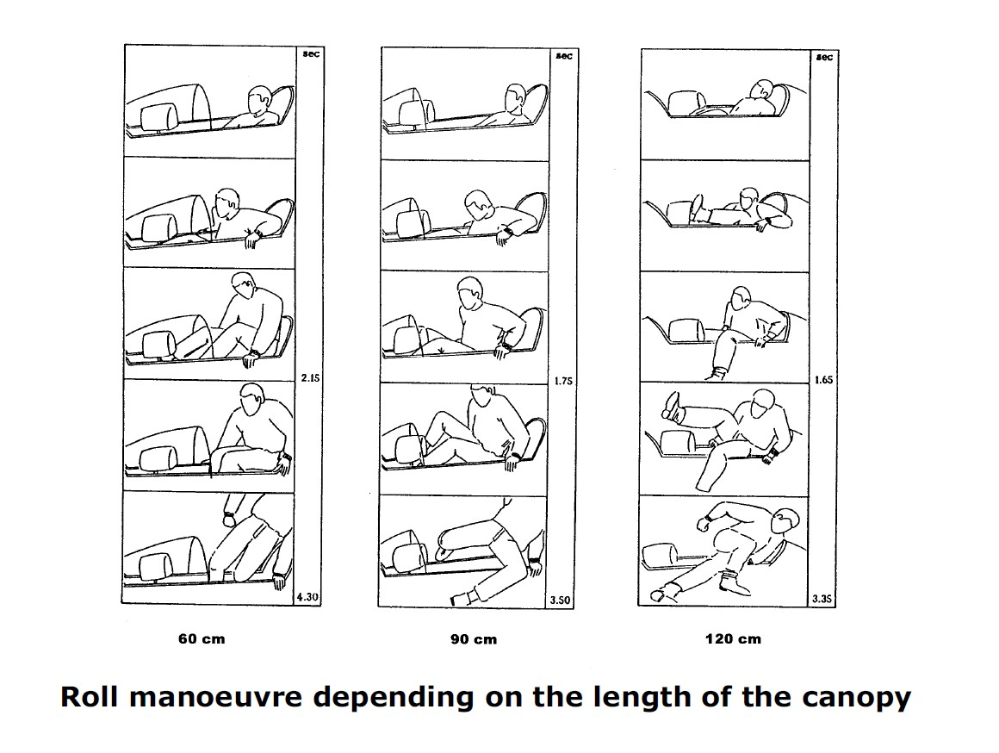 sec
sec
sec
2.15
1.75
1.65
4.30
3.50
3.35
60 cm
90 cm
120 cm
Roll manoeuvre depending on the length of the canopy